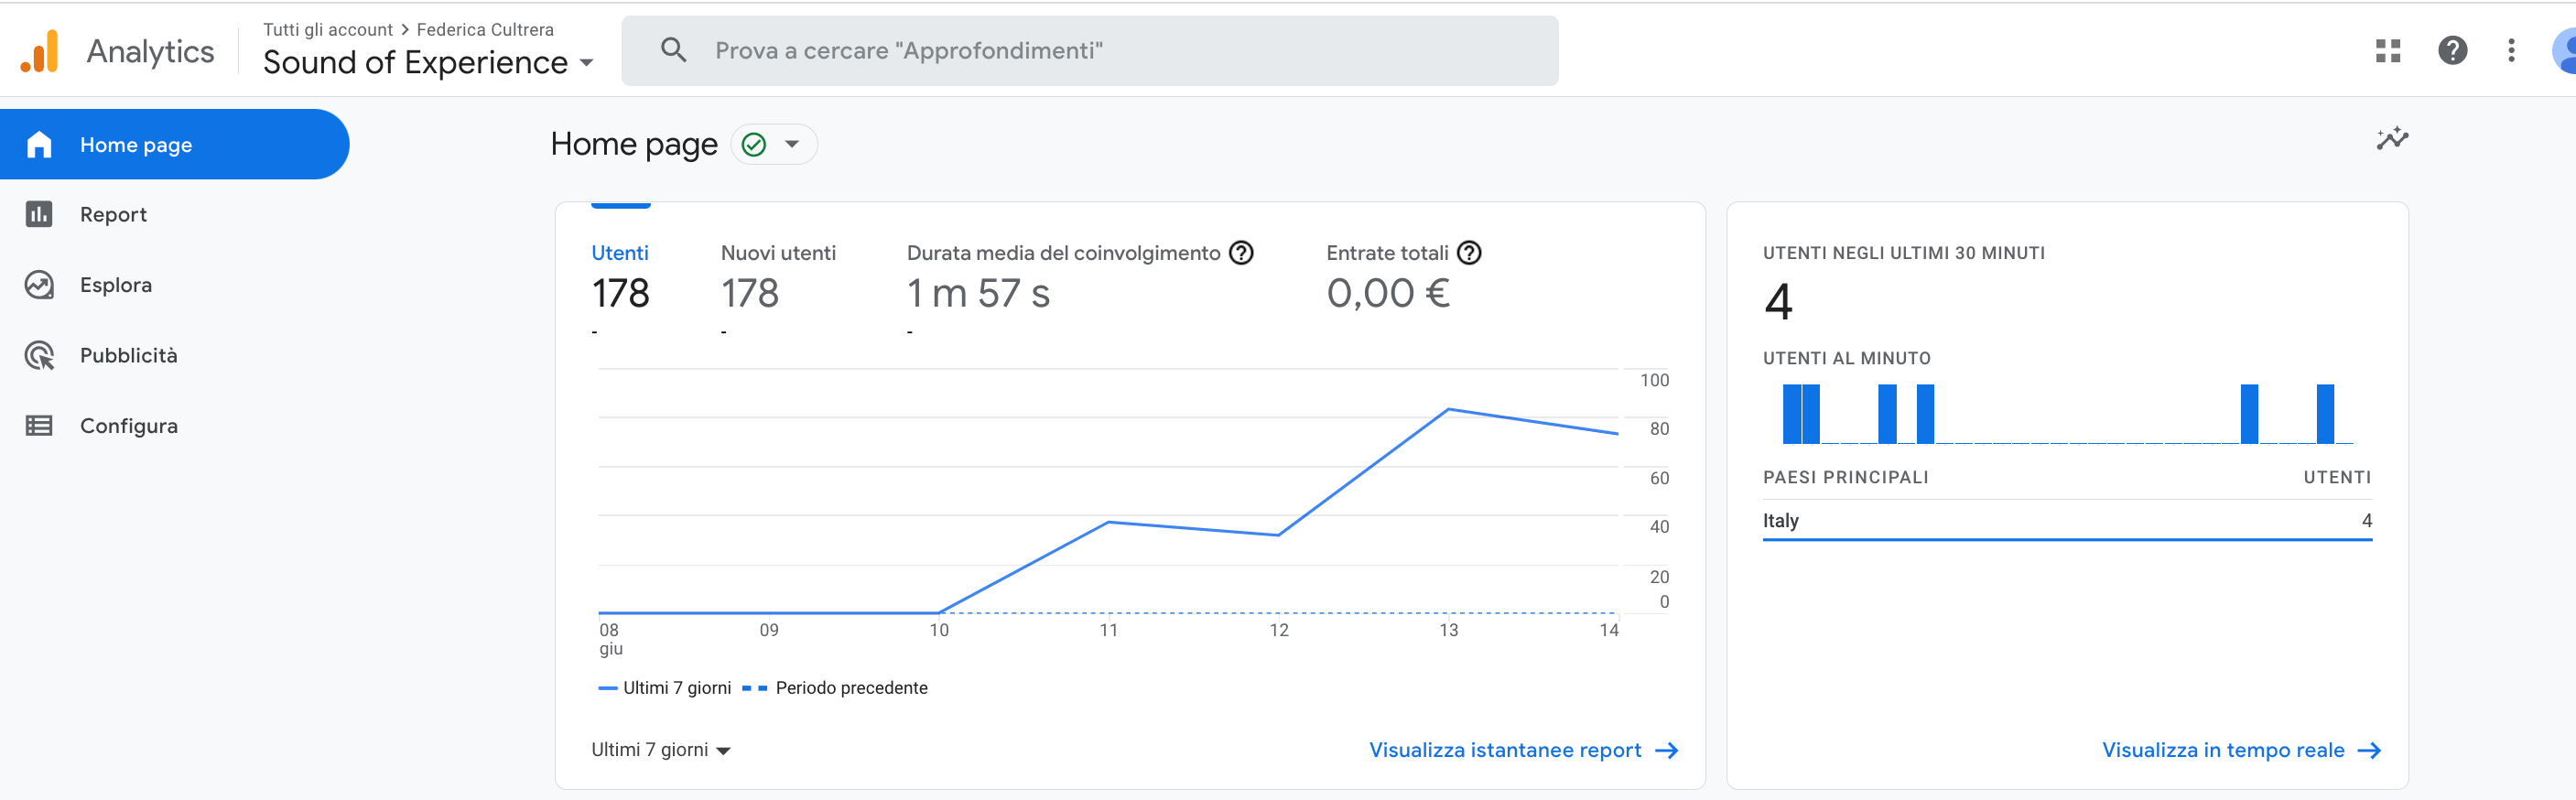 Analytics
Tutti gli account > Federica Cultrera
Sound of Experience
Prova a cercare "Approfondimenti"
Home page
Report
Esplora
Pubblicità
Configura
Home page
Utenti
178
-
Nuovi utenti
178
-
Durata media del coinvolgimento
1 m 57 s
-
Entrate totali
0,00 €
100
80
60
40
20
0
08
giu
09
10
11
12
13
14
Ultimi 7 giorni
Periodo precedente
Ultimi 7 giorni
Visualizza istantanee report
UTENTI NEGLI ULTIMI 30 MINUTI
4
UTENTI AL MINUTO
PAESI PRINCIPALI UTENTI
Italy 4
Visualizza in tempo reale